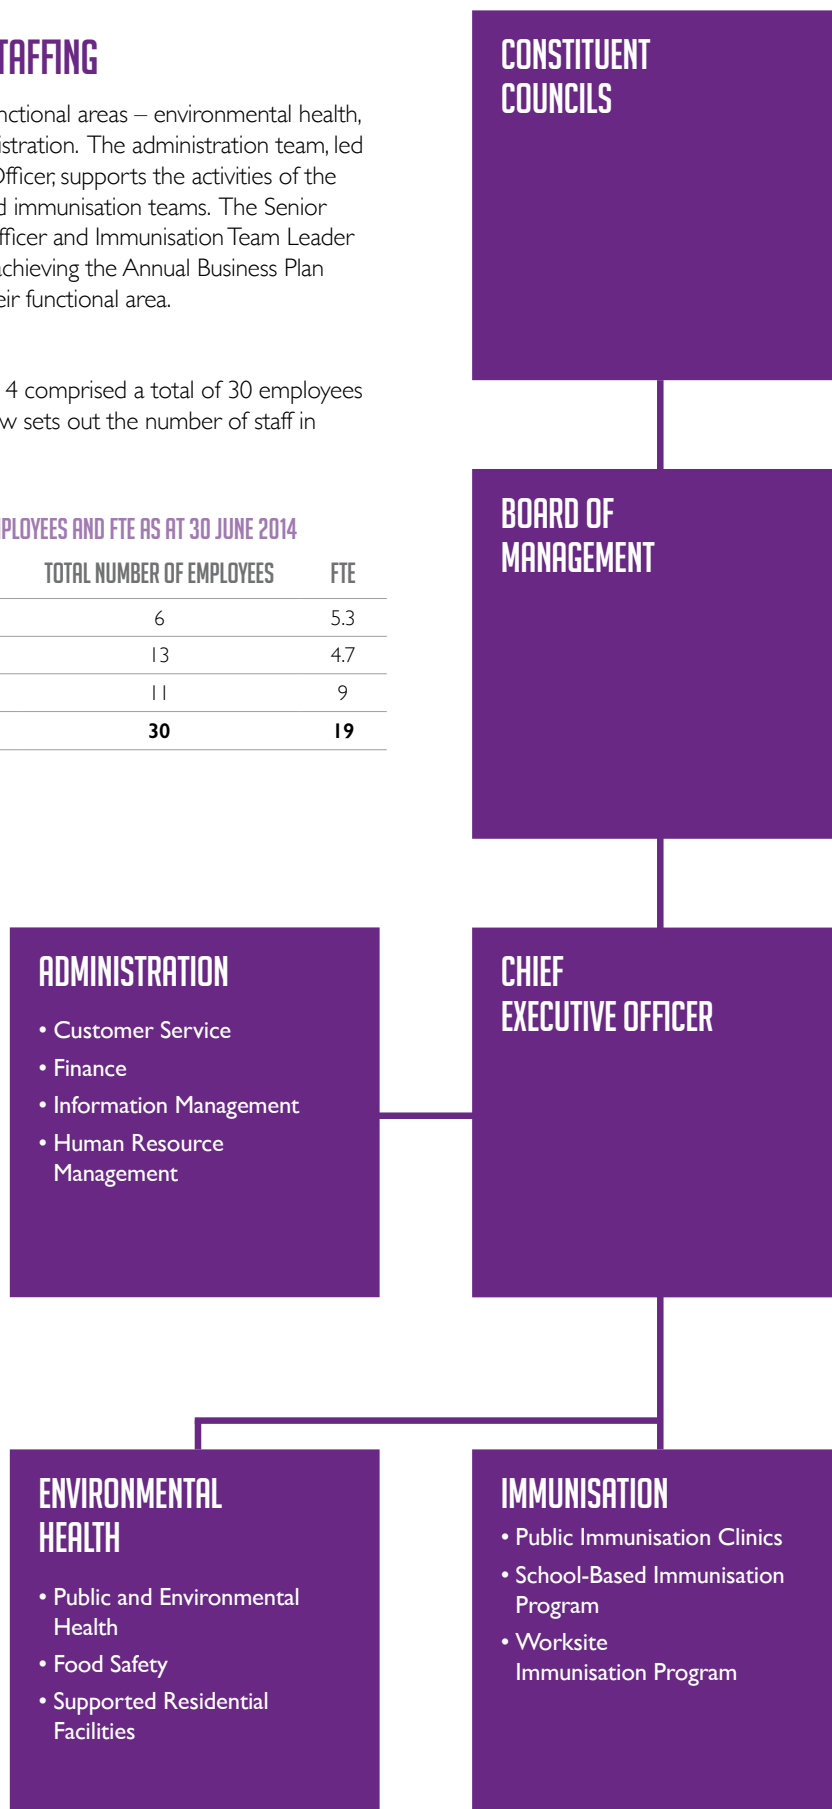 TAFFING
nctional areas – environmental health,
istration. The administration team, led
Officer, supports the activities of the
d immunisation teams. The Senior
fficer and Immunisation Team Leader
achieving the Annual Business Plan
eir functional area.
4 comprised a total of 30 employees
w sets out the number of staff in
PLOYEES AND FTE AS AT 30 JUNE 2014
TOTAL NUMBER OF EMPLOYEES FTE
6 5.3
13 4.7
11 9
30 19
CONSTITUENT
COUNCILS
BOARD OF
MANAGEMENT
ADMINISTRATION
• Customer Service
• Finance
• Information Management
• Human Resource
Management
CHIEF
EXECUTIVE OFFICER
ENVIRONMENTAL
HEALTH
• Public and Environmental
Health
• Food Safety
• Supported Residential
Facilities
IMMUNISATION
• Public Immunisation Clinics
• School-Based Immunisation
Program
• Worksite
Immunisation Program